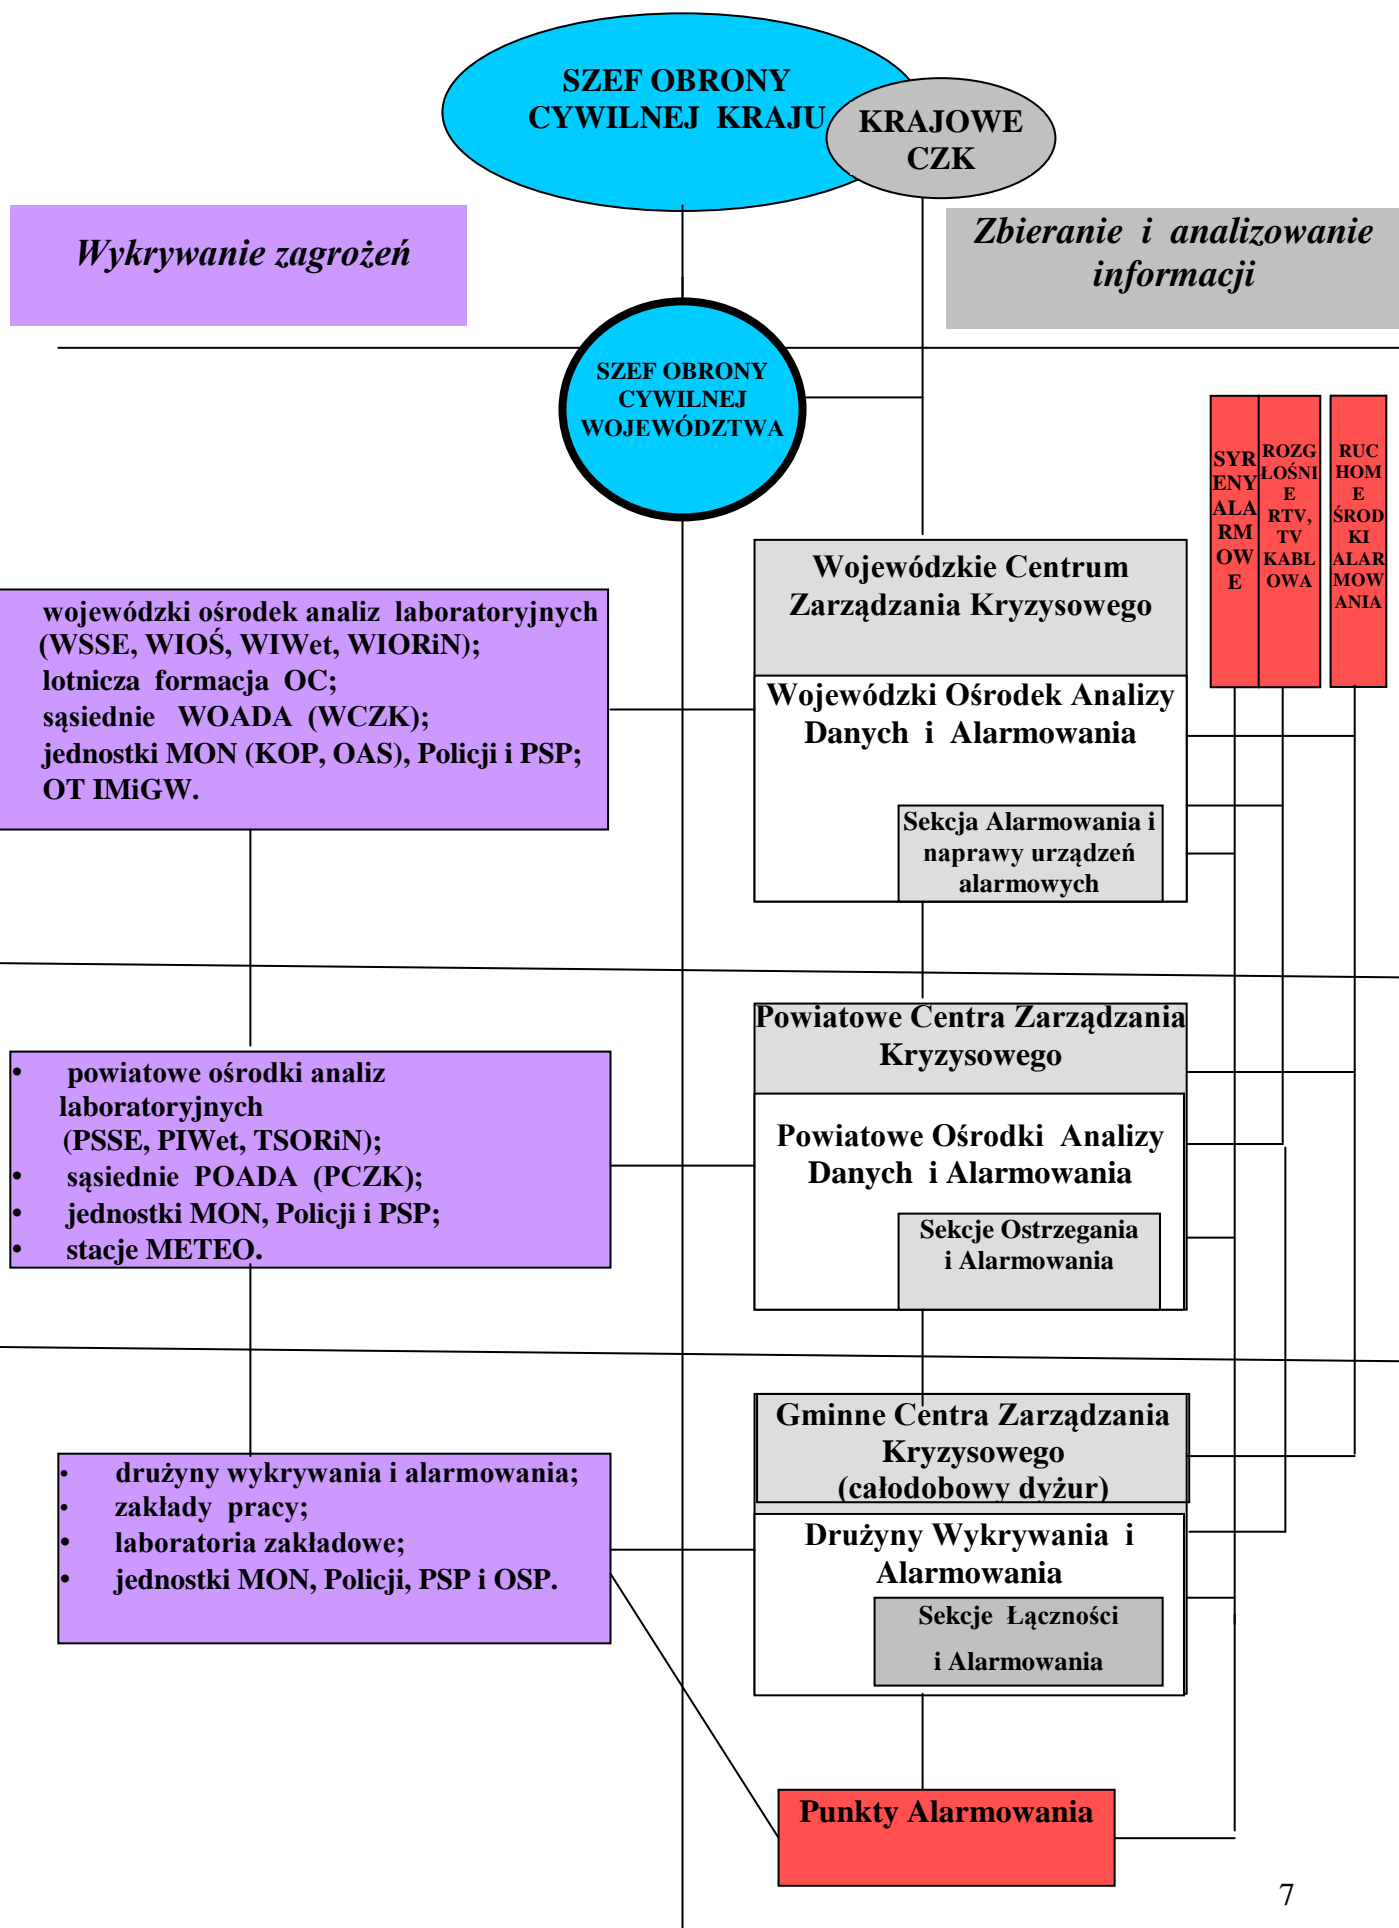 SZEF OBRONY
CYWILNEJ KRAJU
KRAJOWE
CZK
Wykrywanie zagrożeń
Zbieranie i analizowanie
informacji
SZEF OBRONY
CYWILNEJ
WOJEWÓDZTWA
SYR
ENY
ALA
RM
OW
E
ROZG
ŁOŚNI
E
RTV,
TV
KABL
OWA
RUC
HOM
E
ŚROD
KI
ALAR
MOW
ANIA
Wojewódzkie Centrum
Zarządzania Kryzysowego
wojewódzki ośrodek analiz laboratoryjnych
(WSSE, WIOŚ, WIWet, WIORiN);
lotnicza formacja OC;
sąsiednie WOADA (WCZK);
jednostki MON (KOP, OAS), Policji i PSP;
OT IMiGW.
Wojewódzki Ośrodek Analizy
Danych i Alarmowania
Sekcja Alarmowania i
naprawy urządzeń
alarmowych
Powiatowe Centra Zarządzania
Kryzysowego
• powiatowe ośrodki analiz
laboratoryjnych
(PSSE, PIWet, TSORiN);
• sąsiednie POADA (PCZK);
• jednostki MON, Policji i PSP;
• stacje METEO.
Powiatowe Ośrodki Analizy
Danych i Alarmowania
Sekcje Ostrzegania
i Alarmowania
Gminne Centra Zarządzania
Kryzysowego
(całodobowy dyżur)
• drużyny wykrywania i alarmowania;
• zakłady pracy;
• laboratoria zakładowe;
• jednostki MON, Policji, PSP i OSP.
Drużyny Wykrywania i
Alarmowania
Sekcje Łączności
i Alarmowania
Punkty Alarmowania
7